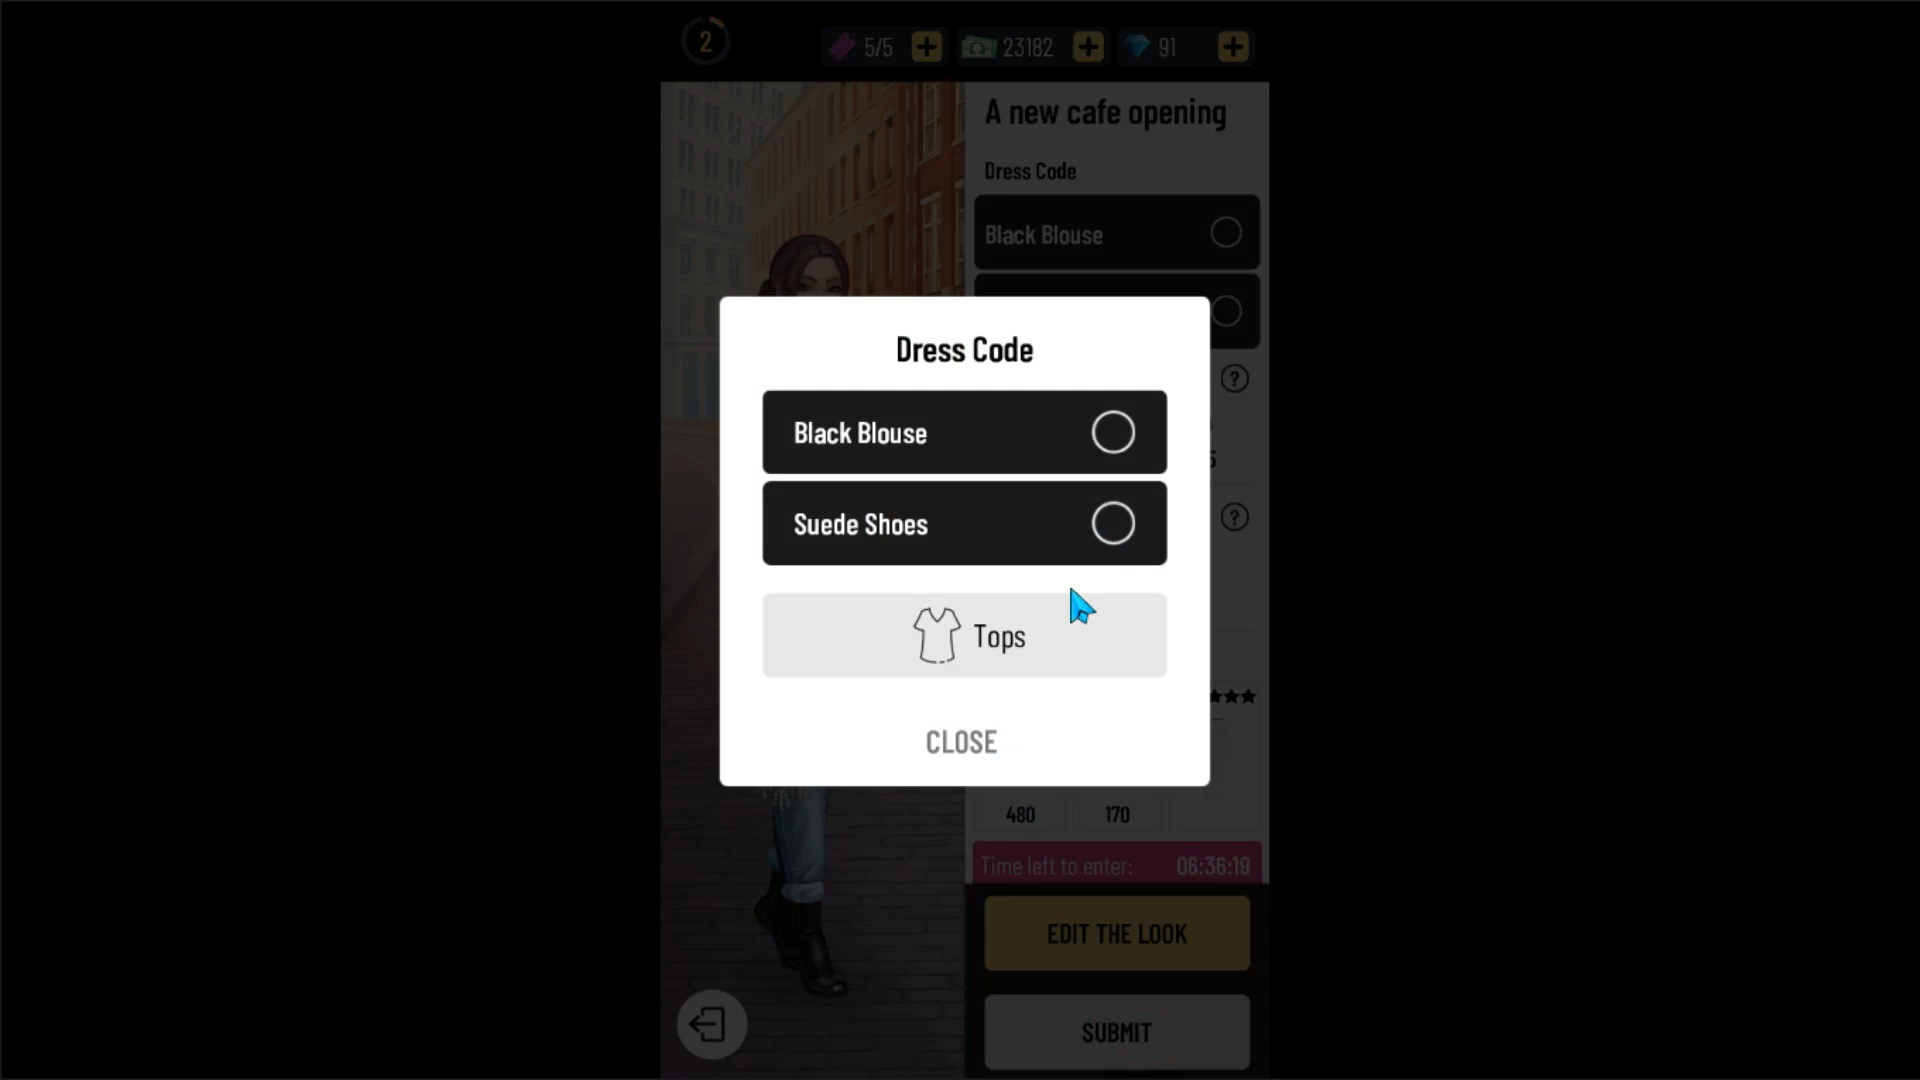 2
5/5
23182
91
A new cafe opening
Dress Code
Black Blouse
Dress Code
Black Blouse
Suede Shoes
Tops
CLOSE
480
170
Time left to enter: 06:36:19
EDIT THE LOOK
SUBMIT